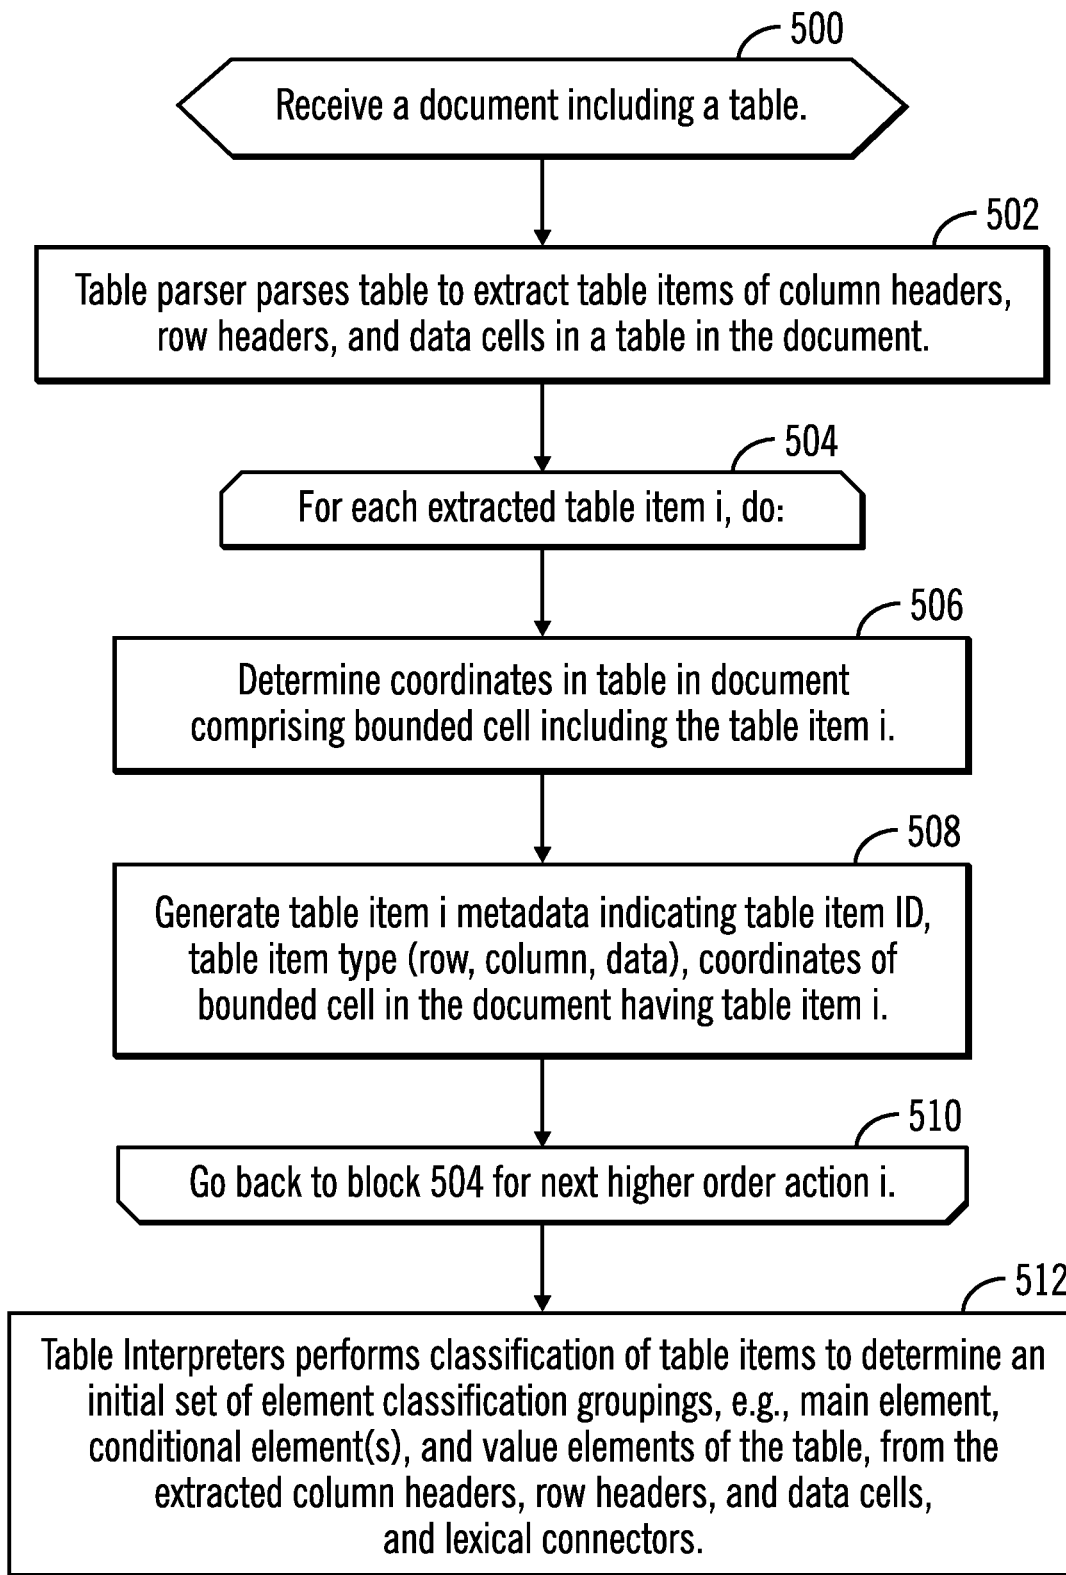 500
Receive a document including a table.
502
Table parser parses table to extract table items of column headers,
row headers, and data cells in a table in the document.
504
For each extracted table item i, do:
506
Determine coordinates in table in document
comprising bounded cell including the table item i.
508
Generate table item i metadata indicating table item ID,
table item type (row, column, data), coordinates of
bounded cell in the document having table item i.
510
Go back to block 504 for next higher order action i.
512
Table Interpreters performs classification of table items to determine an
initial set of element classification groupings, e.g., main element,
conditional element(s), and value elements of the table, from the
extracted column headers, row headers, and data cells,
and lexical connectors.